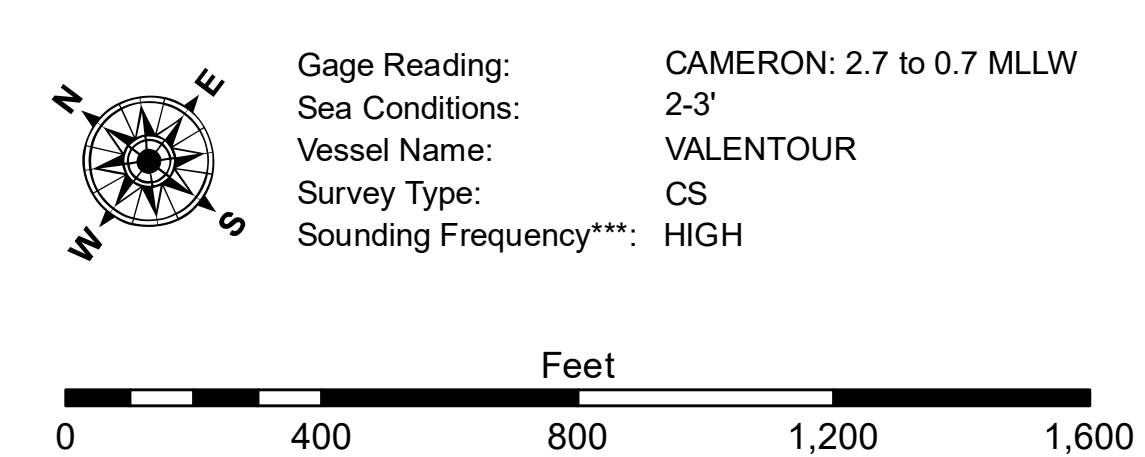 N
E
W
S
Gage Reading: CAMERON: 2.7 to 0.7 MLLW
Sea Conditions: 2-3'
Vessel Name: VALENTOUR
Survey Type: CS
Sounding Frequency***: HIGH
Feet
0 400 800 1,200 1,600